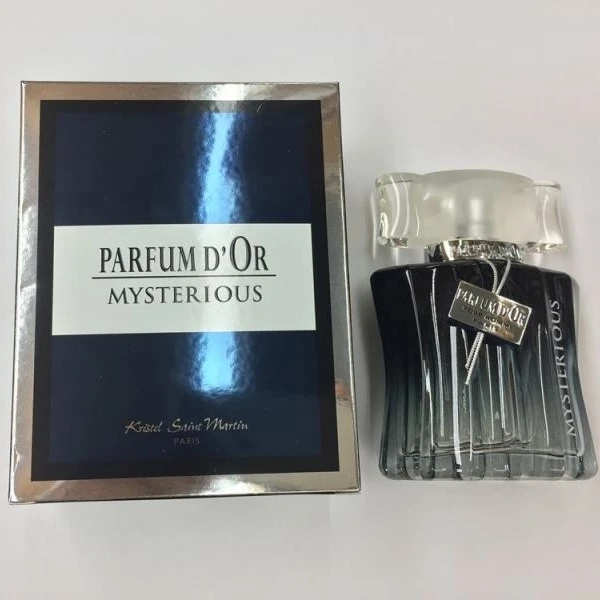 PARFUM D'OR
MYSTERIOUS
Kristel Saint Martin
PARIS
PARFUM D'OR
MYSTERIOUS